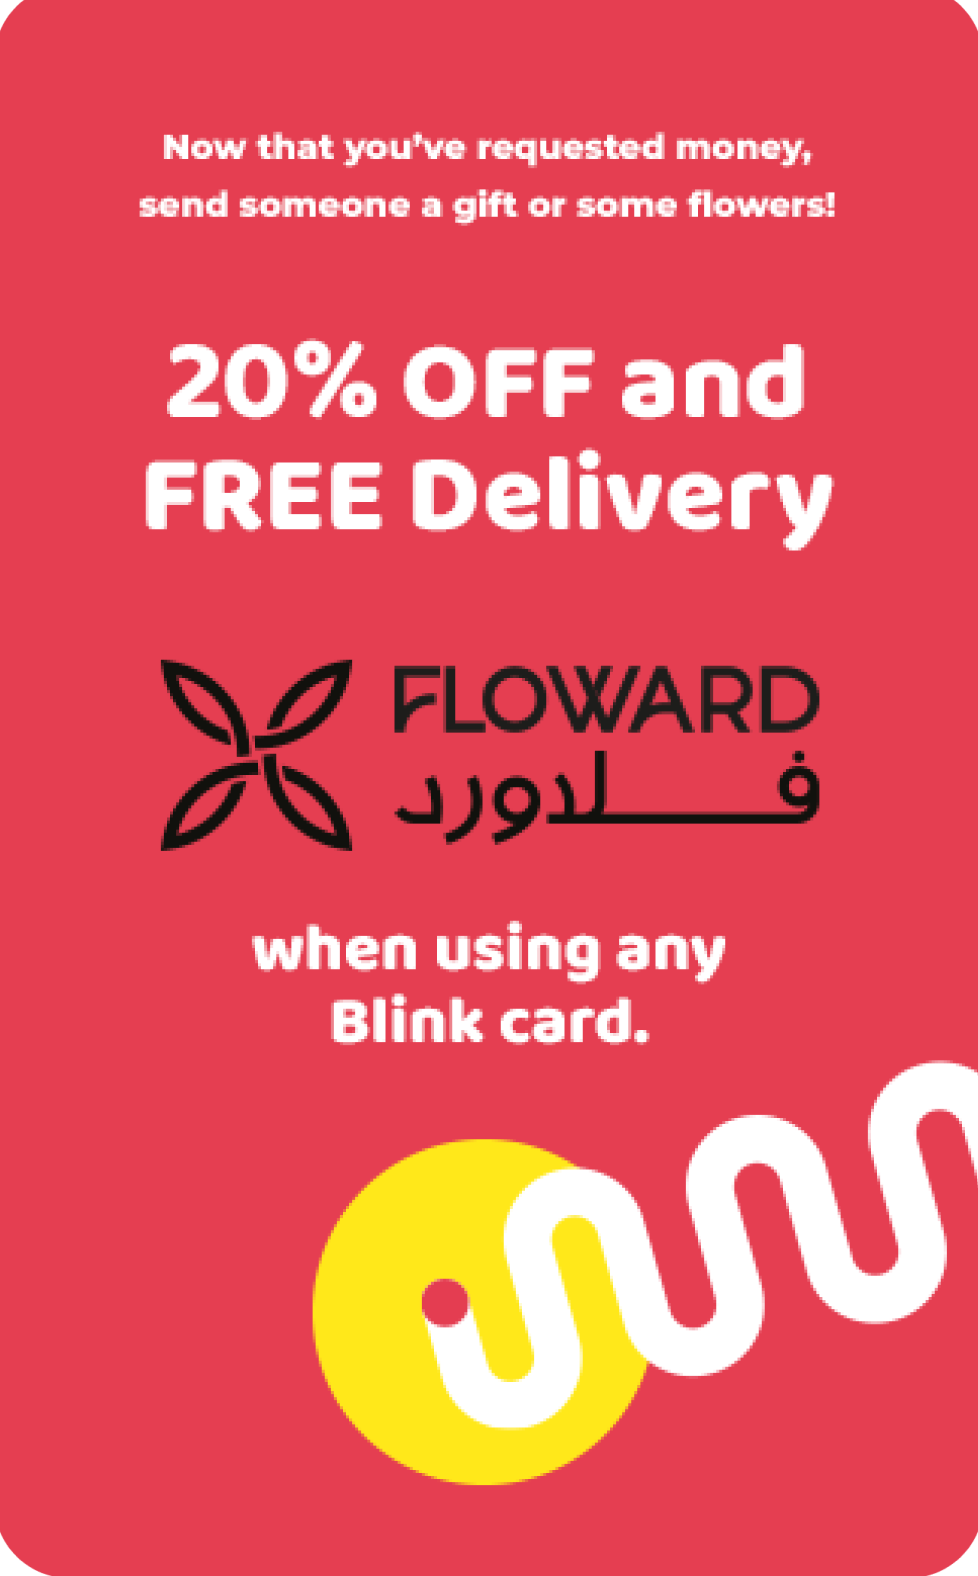 Now that you’ve requested money,
send someone a gift or some flowers!
20% OFF and
FREE Delivery
FLOWARD
فلاورد
when using any
Blink card.